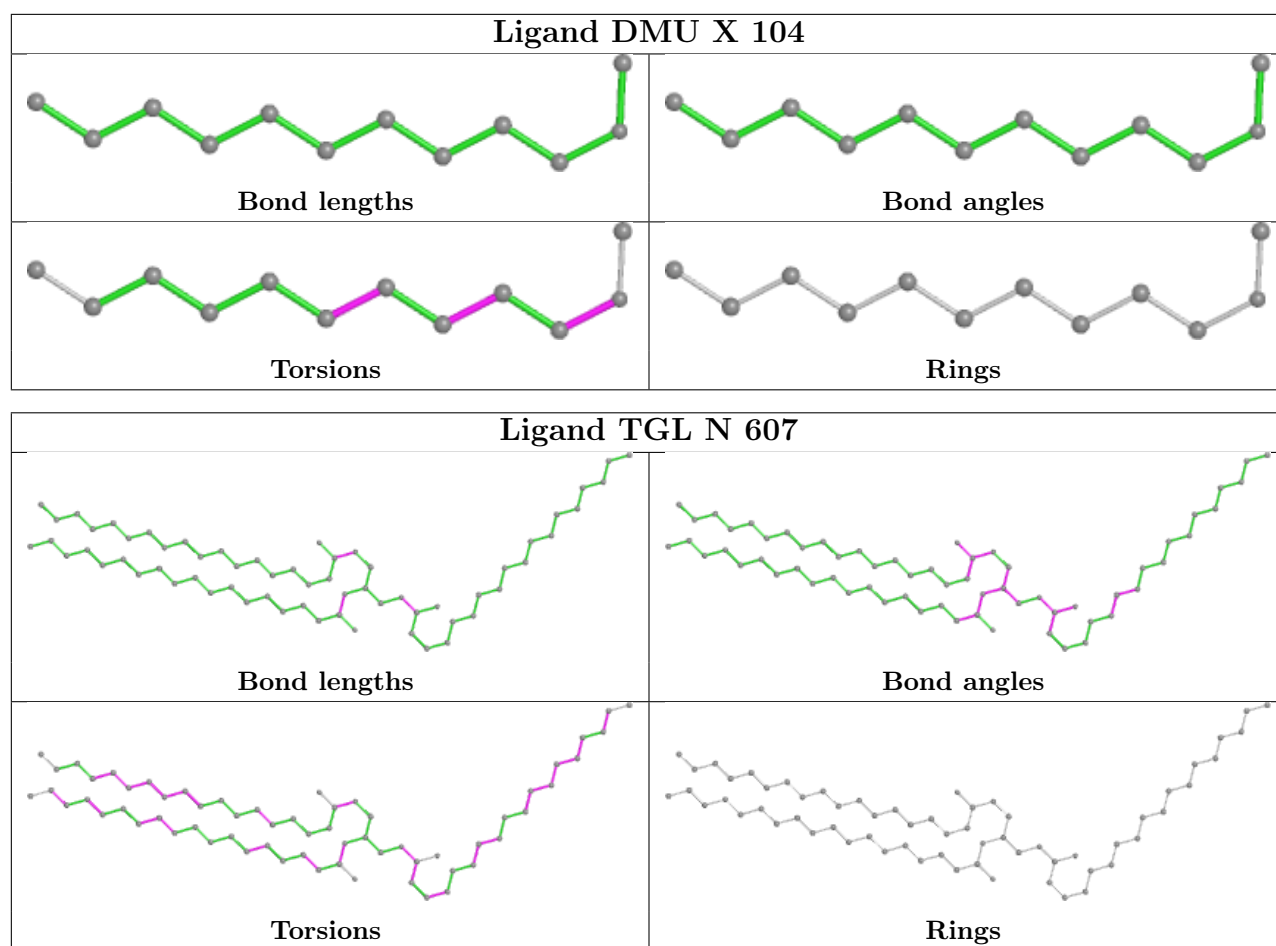 Ligand DMU X 104
Bond lengths
Bond angles
Torsions
Rings
Ligand TGL N 607
Bond lengths
Bond angles
Torsions
Rings